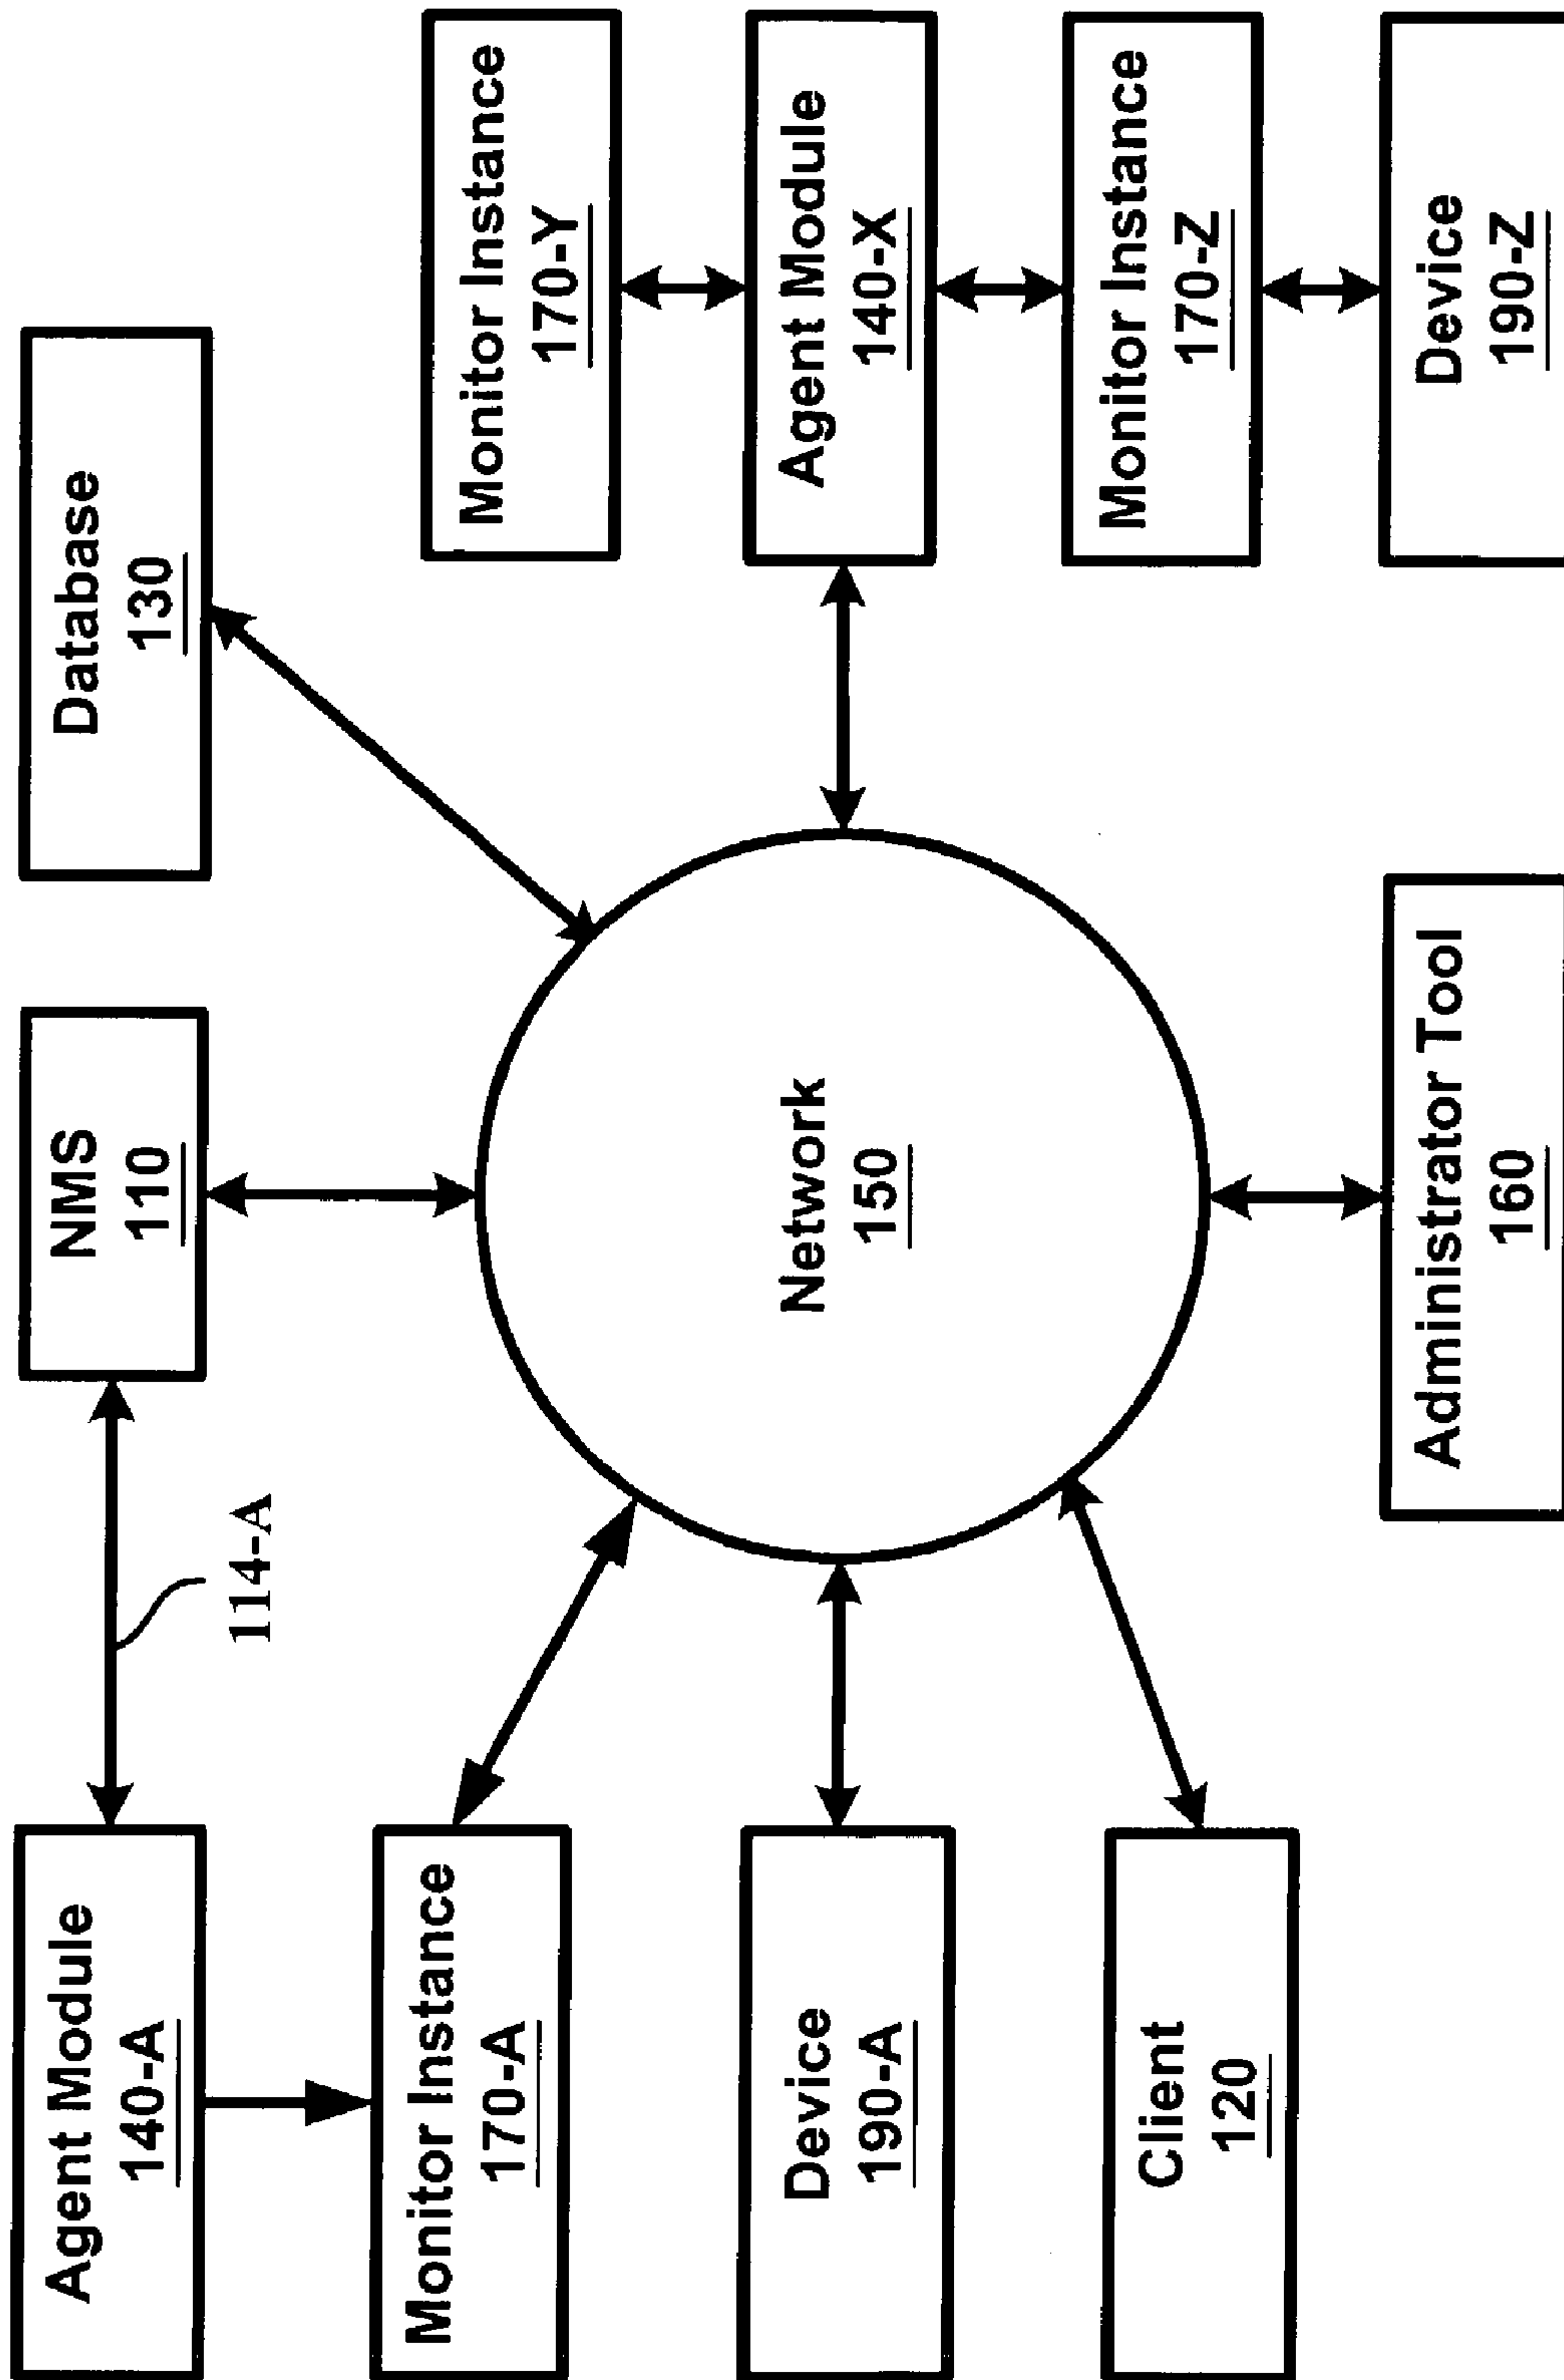 Agent Module
140-A
114-A
NMS
110
Database
130
Monitor Instance
170-A
Monitor Instance
170-Y
Device
190-A
Network
150
Agent Module
140-X
Client
120
Monitor Instance
170-Z
Administrator Tool
160
Device
190-Z